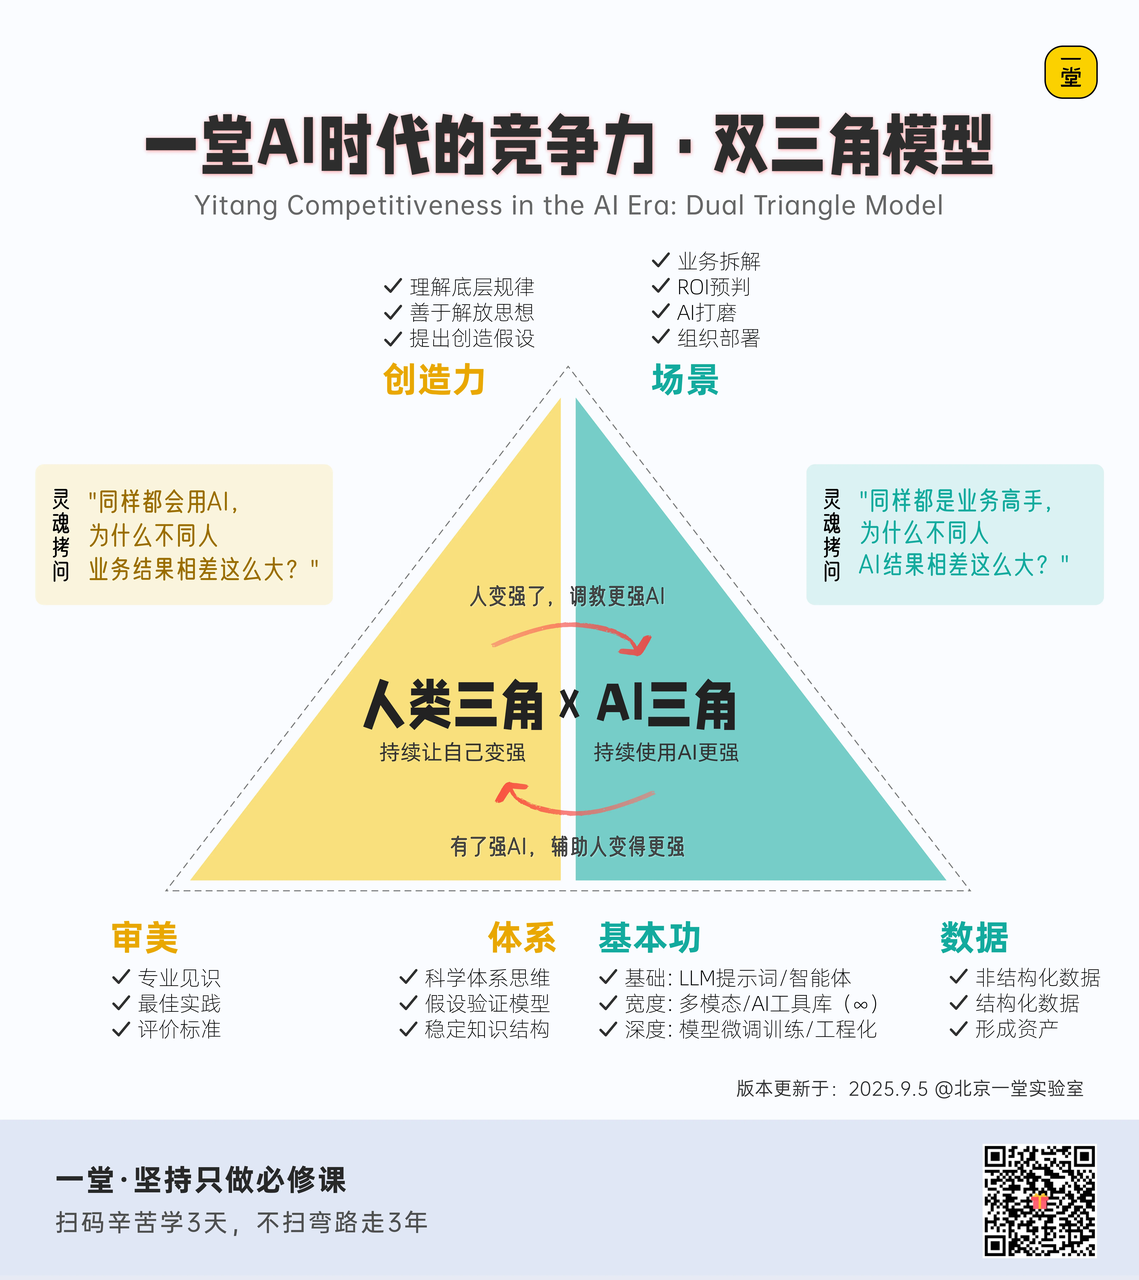 一堂
一堂AI时代的竞争力·双三角模型
Yitang Competitiveness in the AI Era: Dual Triangle Model
理解底层规律
善于解放思想
提出创造假设
创造力
业务拆解
ROI预判
AI打磨
组织部署
场景
灵魂拷问
"同样都会用AI,
为什么不同人
业务结果相差这么大？"
灵魂拷问
"同样都是业务高手,
为什么不同人
AI结果相差这么大？"
人变强了，调教更强AI
人类三角 x AI三角
持续让自己变强
持续使用AI更强
有了强AI，辅助人变得更强
审美
专业见识
最佳实践
评价标准
体系
科学体系思维
假设验证模型
稳定知识结构
基本功
基础: LLM提示词/智能体
宽度: 多模态/AI工具库（∞）
深度: 模型微调训练/工程化
数据
非结构化数据
结构化数据
形成资产
版本更新于：2025.9.5 @北京一堂实验室
一堂·坚持只做必修课
扫码辛苦学3天，不扫弯路走3年